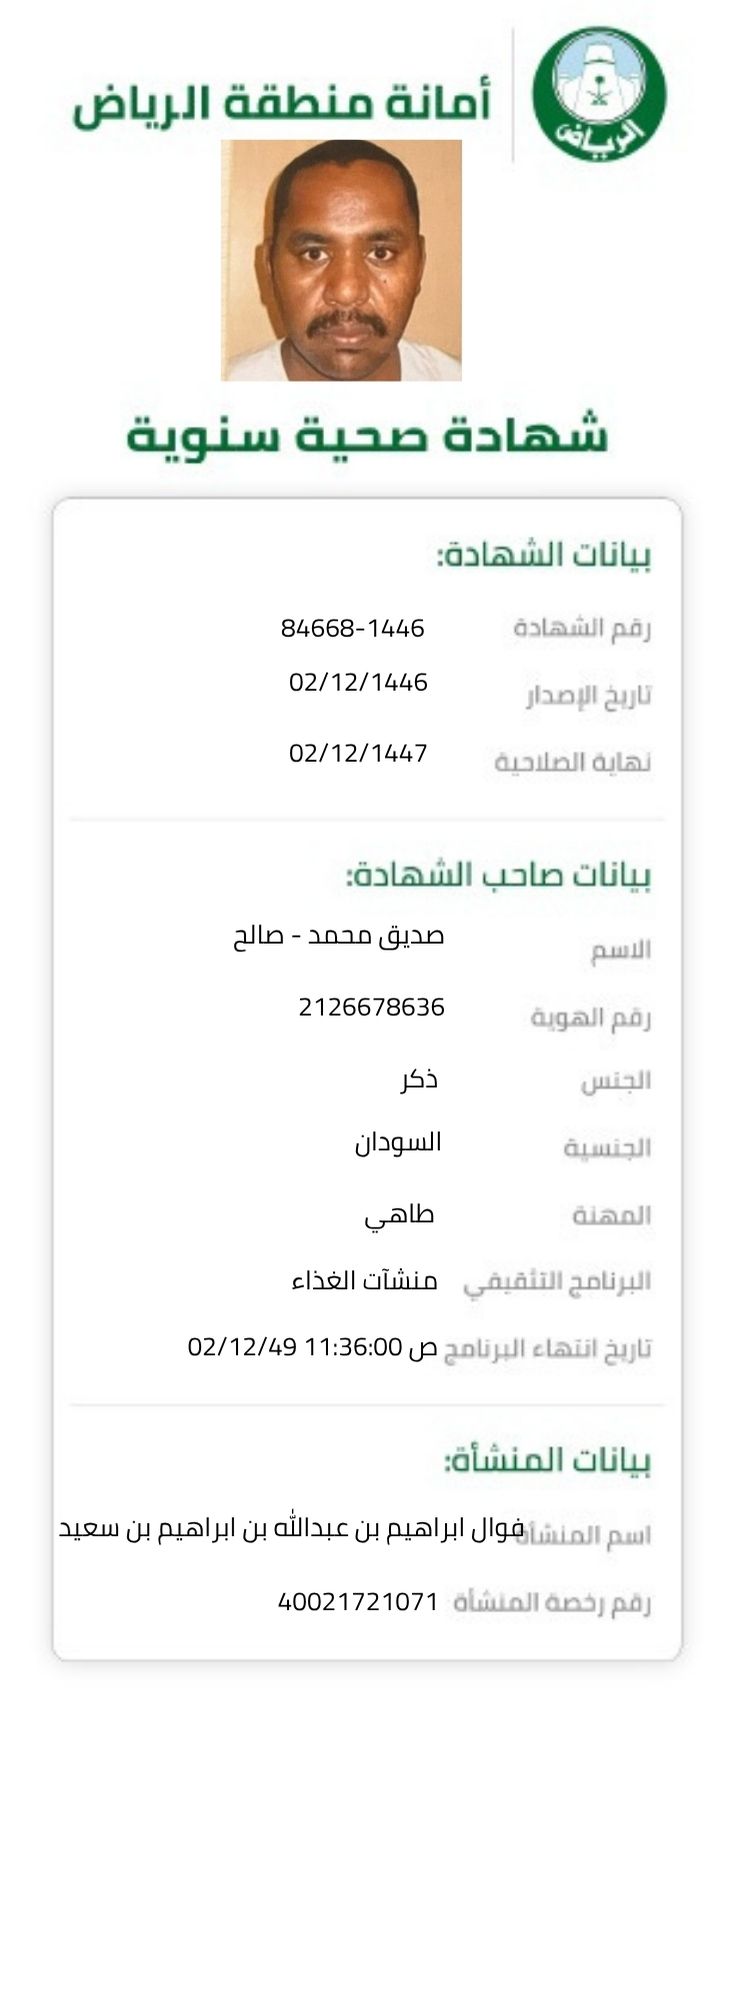 أمانة منطقة الرياض
الرياض
شهادة صحية سنوية
بيانات الشهادة:
رقم الشهادة 84668-1446
تاريخ الإصدار 02/12/1446
نهاية الصلاحية 02/12/1447
بيانات صاحب الشهادة:
الاسم صديق محمد - صالح
رقم الهوية 2126678636
الجنس ذكر
الجنسية السودان
المهنة طاهي
البرنامج التثقيفي منشآت الغذاء
تاريخ انتهاء البرنامج ص 11:36:00 02/12/49
بيانات المنشأة:
اسم المنشأة فوال ابراهيم بن عبدالله بن ابراهيم بن سعيد
رقم رخصة المنشأة 40021721071